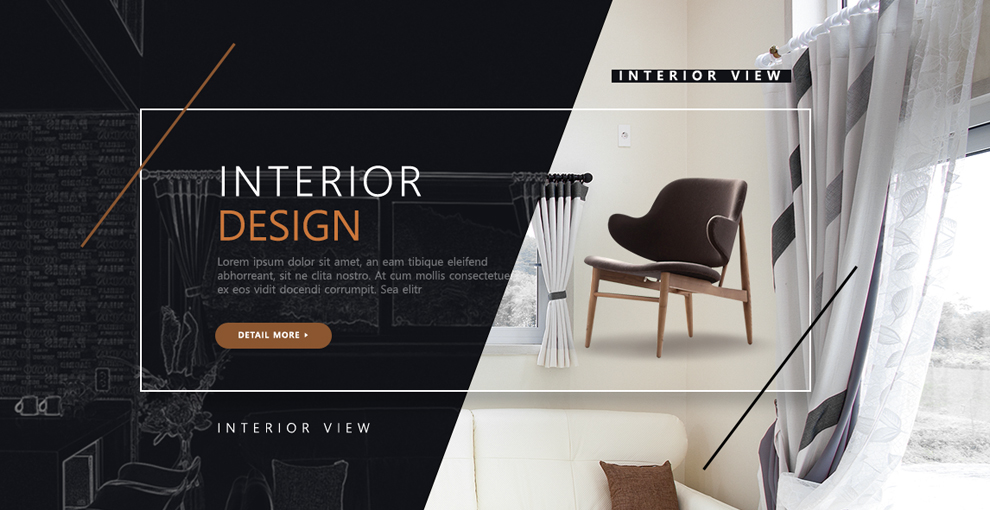 INTERIOR VIEW
INTERIOR
DESIGN
Lorem ipsum dolor sit amet, an eam tibique eleifend
abhorreant, sit ne clita nostro. At cum mollis consectetuer
ex eos vidit docendi corrumpit. Sea elitr
DETAIL MORE
INTERIOR VIEW